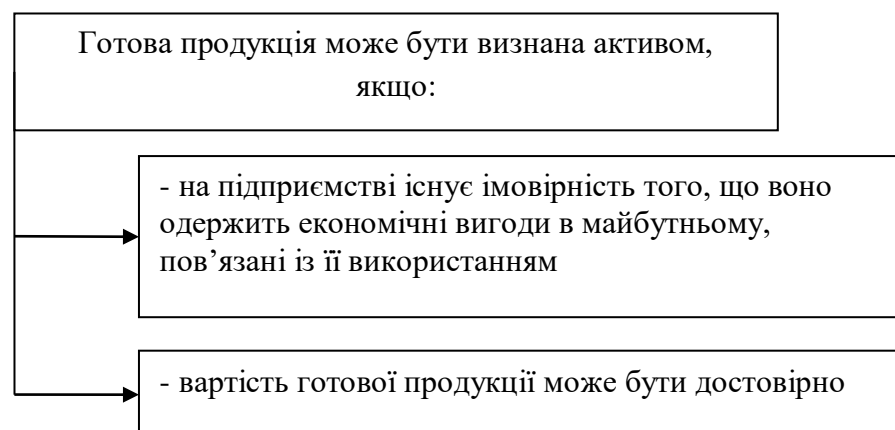 Готова продукція може бути визнана активом,
якщо:
- на підприємстві існує імовірність того, що воно
одержить економічні вигоди в майбутньому,
пов’язані із її використанням
- вартість готової продукції може бути достовірно